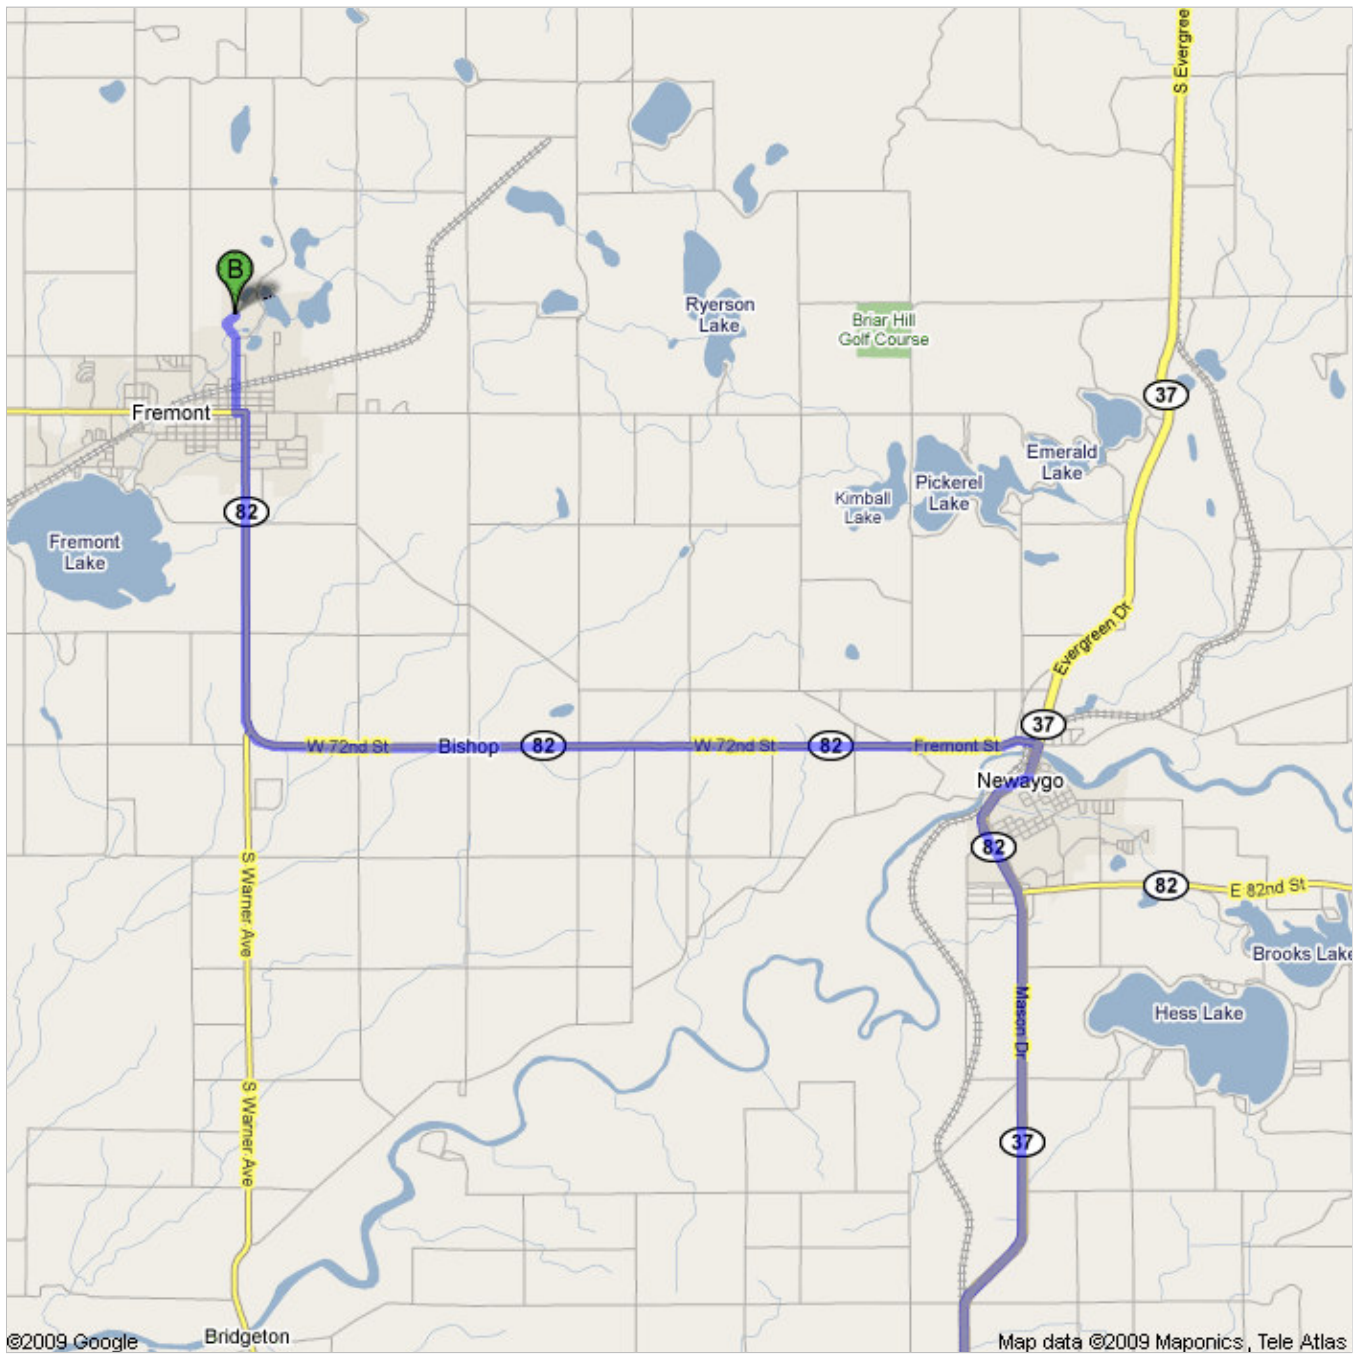 S Evergree
B
Ryerson
Lake
Briar Hill
Golf Course
37
Fremont
Emerald
Lake
Kimball
Lake
Pickerel
Lake
82
Fremont
Lake
Evergreen Dr
37
W 72nd St
Bishop
82
W 72nd St
82
Fremont St
Newaygo
82
82
E 82nd St
S Warner Ave
Brooks Lake
Mason Dr
Hess Lake
S Warner Ave
37
Bridgeton
©2009 Google
Map data ©2009 Maponics, Tele Atlas